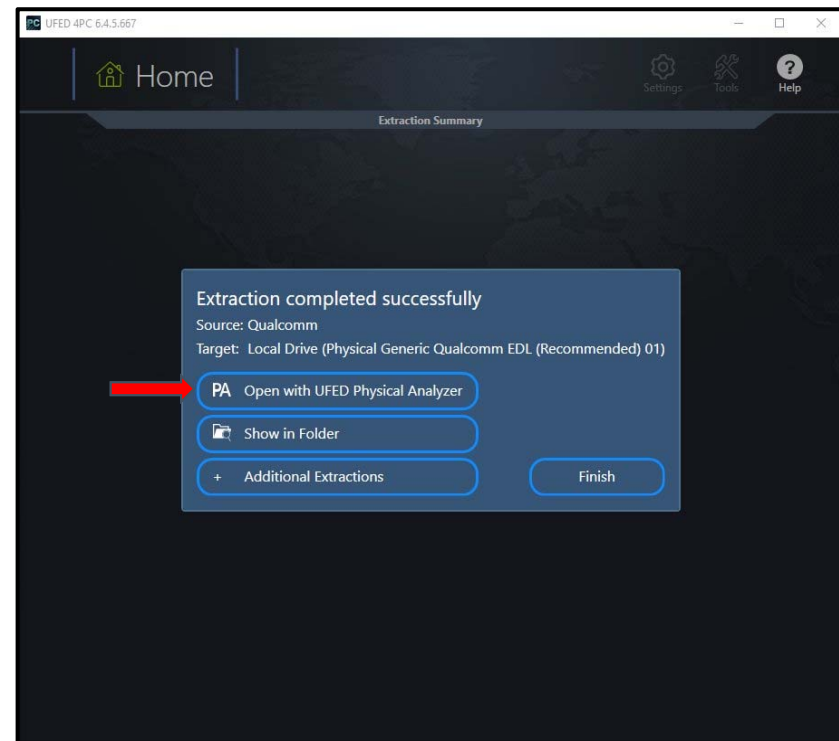 PC UFED 4PC 6.4.5.667
Home
Settings
Tools
? Help
Extraction Summary
Extraction completed successfully
Source: Qualcomm
Target: Local Drive (Physical Generic Qualcomm EDL (Recommended) 01)
PA Open with UFED Physical Analyzer
Show in Folder
+ Additional Extractions
Finish